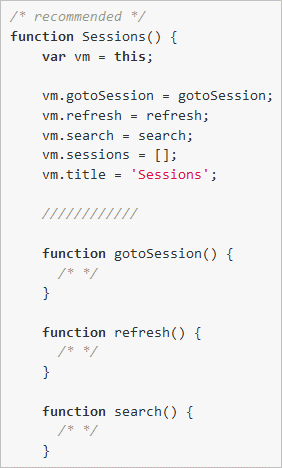 /* recommended */
function Sessions() {
    var vm = this;

    vm.gotoSession = gotoSession;
    vm.refresh = refresh;
    vm.search = search;
    vm.sessions = [];
    vm.title = 'Sessions';

    ////////////

    function gotoSession() {
      /* */
    }

    function refresh() {
      /* */
    }

    function search() {
      /* */
    }